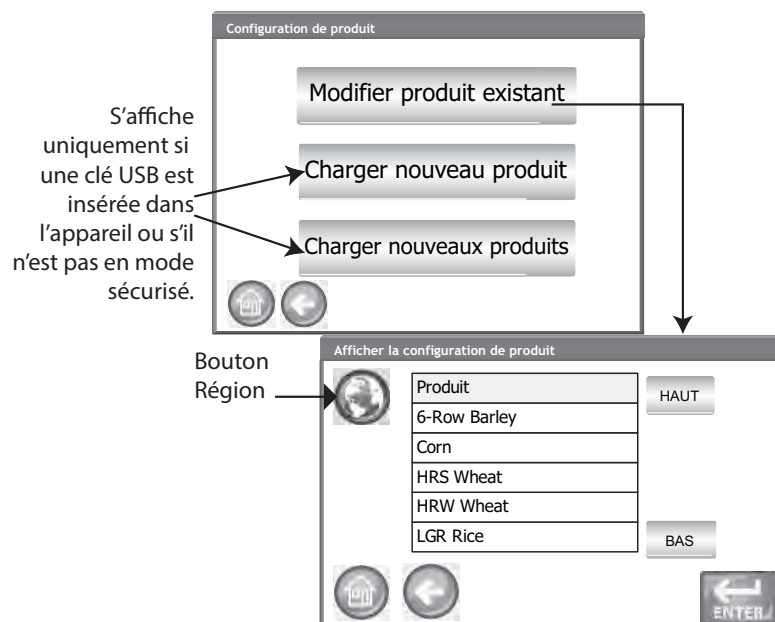 Configuration de produit
Modifier produit existant
Charger nouveau produit
Charger nouveaux produits
S'affiche
uniquement si
une clé USB est
insérée dans
l'appareil ou s'il
n'est pas en mode
sécurisé.
Afficher la configuration de produit
Bouton
Région
Produit
6-Row Barley
Corn
HRS Wheat
HRW Wheat
LGR Rice
HAUT
BAS
ENTER